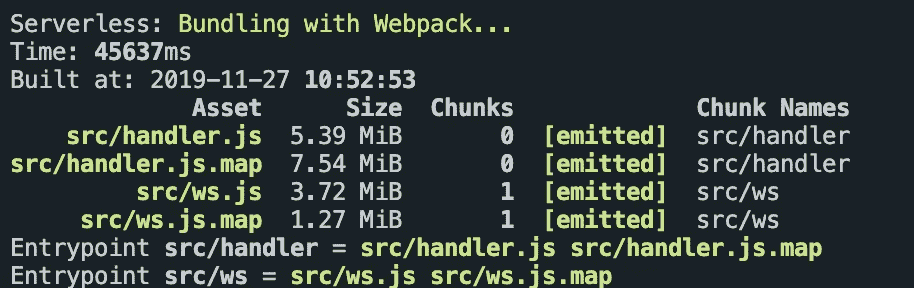 Serverless: Bundling with Webpack...
Time: 45637ms
Built at: 2019-11-27 10:52:53
Asset Size Chunks Chunk Names
src/handler.js 5.39 MiB 0 [emitted] src/handler
src/handler.js.map 7.54 MiB 0 [emitted] src/handler
src/ws.js 3.72 MiB 1 [emitted] src/ws
src/ws.js.map 1.27 MiB 1 [emitted] src/ws
Entrypoint src/handler = src/handler.js src/handler.js.map
Entrypoint src/ws = src/ws.js src/ws.js.map